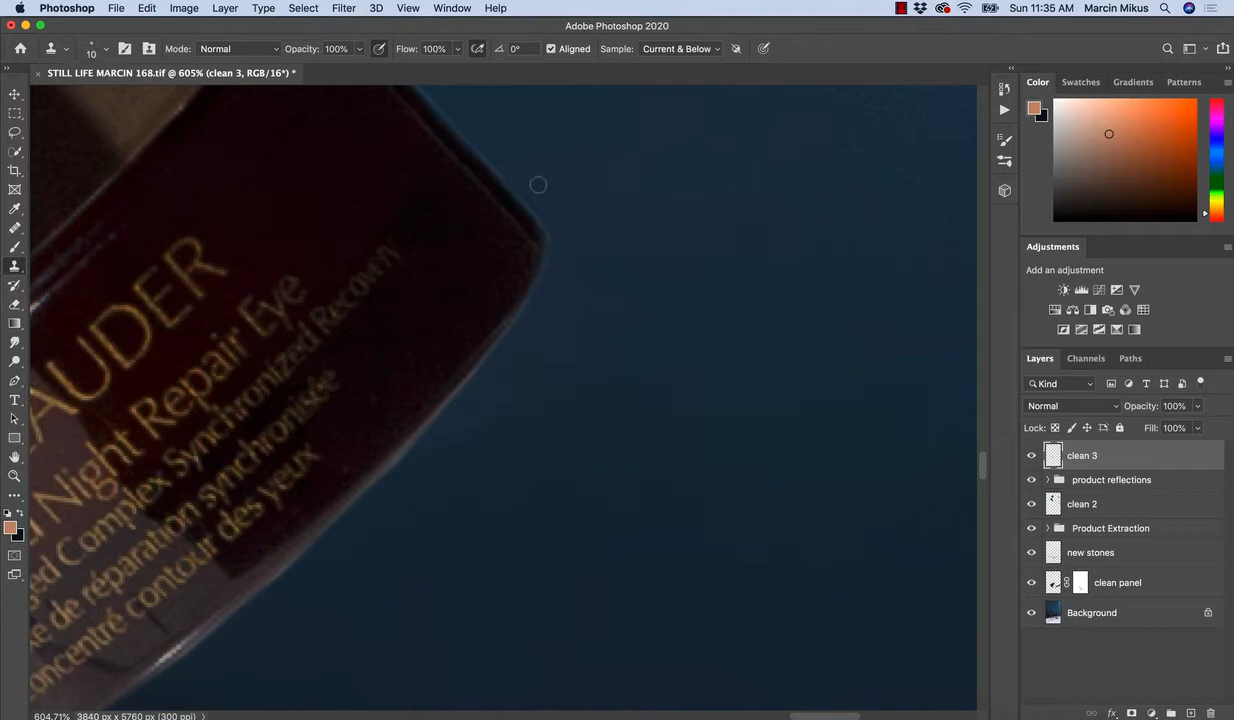 Photoshop File Edit Image Layer Type Select Filter 3D View Window Help Sun 11:35 AM Marcin Mikus
Adobe Photoshop 2020
10 Mode: Normal Opacity: 100% Flow: 100% 0° Aligned Sample: Current & Below
× STILL LIFE MARCIN 168.tif @ 605% (clean 3, RGB/16*) *
Color Swatches Gradients Patterns
Adjustments
Add an adjustment
Layers Channels Paths
Kind
Normal Opacity: 100%
Lock: Fill: 100%
clean 3
product reflections
clean 2
Product Extraction
new stones
clean panel
Background
AUDER
Night Repair Eye
Complex Synchronized Recovery
de réparation synchronisée
concentré contour des yeux
604.71% 3840 px x 5760 px (300 ppi)